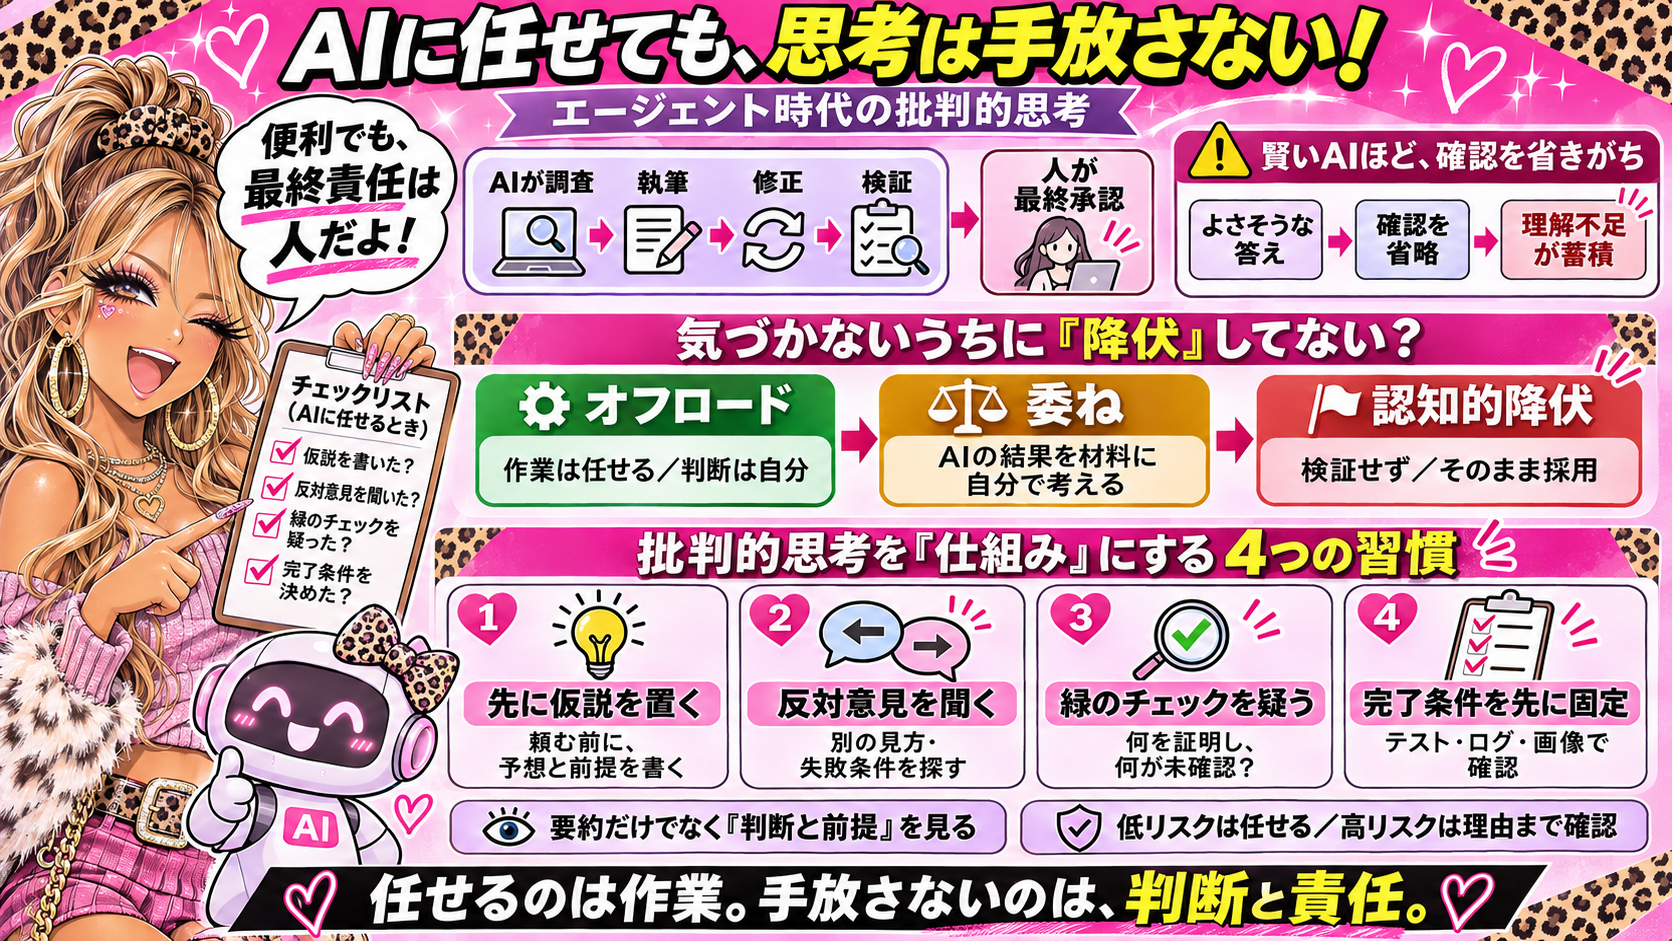 AIに任せても、思考は手放さない!
エージェント時代の批判的思考
便利でも、
最終責任は
人だよ!
AIが調査
執筆
修正
検証
人が
最終承認
賢いAIほど、確認を省きがち
よさそうな
答え
確認を
省略
理解不足
が蓄積
チェックリスト
(AIに任せるとき)
仮説を書いた?
反対意見を聞いた?
緑のチェックを
疑った?
完了条件を
決めた?
気づかないうちに『降伏』してない?
オフロード
作業は任せる/判断は自分
委ね
AIの結果を材料に
自分で考える
認知的降伏
検証せず/そのまま採用
批判的思考を『仕組み』にする4つの習慣
1
先に仮説を置く
頼む前に、
予想と前提を書く
2
反対意見を聞く
別の見方・
失敗条件を探す
3
緑のチェックを疑う
何を証明し、
何が未確認?
4
完了条件を先に固定
テスト・ログ・画像で
確認
要約だけでなく『判断と前提』を見る
低リスクは任せる/高リスクは理由まで確認
AI
任せるのは作業。手放さないのは、判断と責任。